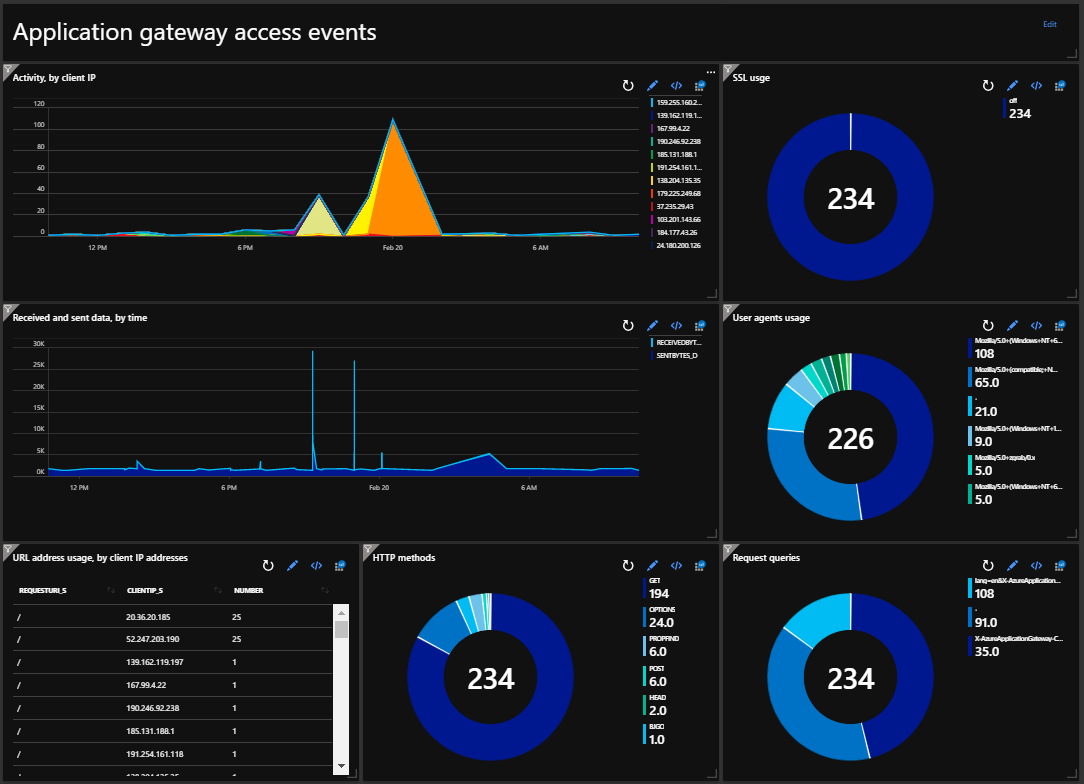 Application gateway access events
Edit
Activity, by client IP
120
100
80
60
40
20
0
12 PM
6 PM
Feb 20
6 AM
159.255.160.2...
139.162.119.1...
167.99.4.22
190.246.92.238
185.131.188.1
191.254.161.1...
138.204.135.35
179.225.249.68
37.235.29.43
103.201.143.66
184.177.43.26
24.180.200.126
SSL usge
off
234
234
Received and sent data, by time
30K
25K
20K
15K
10K
5K
0K
12 PM
6 PM
Feb 20
6 AM
RECEIVEDBYT...
SENTBYTES_D
User agents usage
226
Mozilla/5.0+(Windows+NT+6...
108
Mozilla/5.0+(compatible;+N...
65.0
-
21.0
Mozilla/5.0+(Windows+NT+1...
9.0
Mozilla/5.0+zgrab/0.x
5.0
Mozilla/5.0+(Windows+NT+6...
5.0
URL address usage, by client IP addresses
REQUESTURI_S CLIENTIP_S NUMBER
/ 20.36.20.185 25
/ 52.247.203.190 25
/ 139.162.119.197 1
/ 167.99.4.22 1
/ 190.246.92.238 1
/ 185.131.188.1 1
/ 191.254.161.118 1
/ 138.204.135.35 1
HTTP methods
234
GET
194
OPTIONS
24.0
PROPFIND
6.0
POST
6.0
HEAD
2.0
BJGO
1.0
Request queries
234
lang=en&X-AzureApplication...
108
-
91.0
X-AzureApplicationGateway-C...
35.0